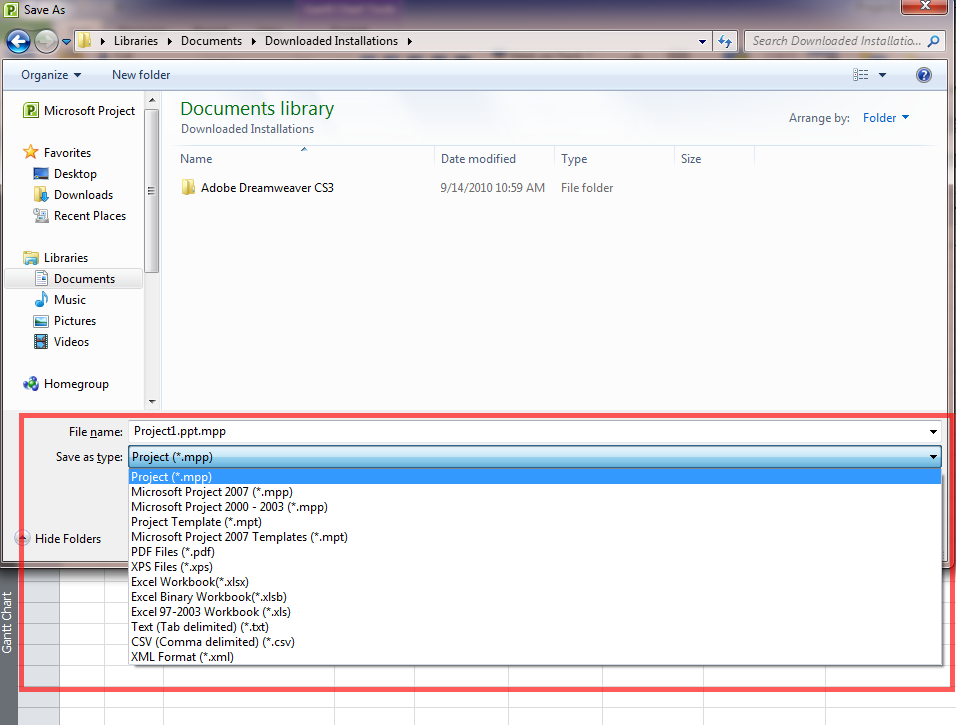 Save As
Libraries Documents Downloaded Installations
Search Downloaded Installatio...
Organize New folder
Microsoft Project
Favorites
Desktop
Downloads
Recent Places
Libraries
Documents
Music
Pictures
Videos
Homegroup
Documents library
Downloaded Installations
Arrange by: Folder
Name Date modified Type Size
Adobe Dreamweaver CS3 9/14/2010 10:59 AM File folder
File name: Project1.ppt.mpp
Save as type: Project (*.mpp)
Project (*.mpp)
Microsoft Project 2007 (*.mpp)
Microsoft Project 2000 - 2003 (*.mpp)
Project Template (*.mpt)
Microsoft Project 2007 Templates (*.mpt)
PDF Files (*.pdf)
XPS Files (*.xps)
Excel Workbook(*.xlsx)
Excel Binary Workbook(*.xlsb)
Excel 97-2003 Workbook (*.xls)
Text (Tab delimited) (*.txt)
CSV (Comma delimited) (*.csv)
XML Format (*.xml)
Hide Folders
Gantt Chart